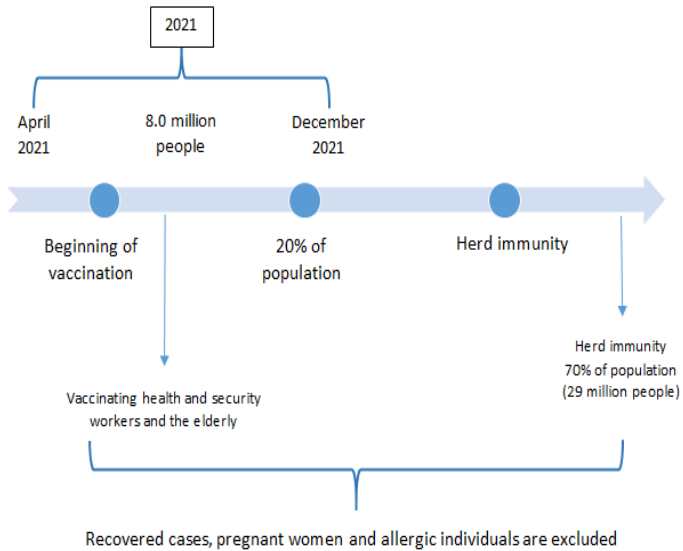 2021
April
2021
8.0 million
people
December
2021
Beginning of
vaccination
20% of
population
Herd immunity
Herd immunity
70% of population
(29 million people)
Vaccinating health and security
workers and the elderly
Recovered cases, pregnant women and allergic individuals are excluded